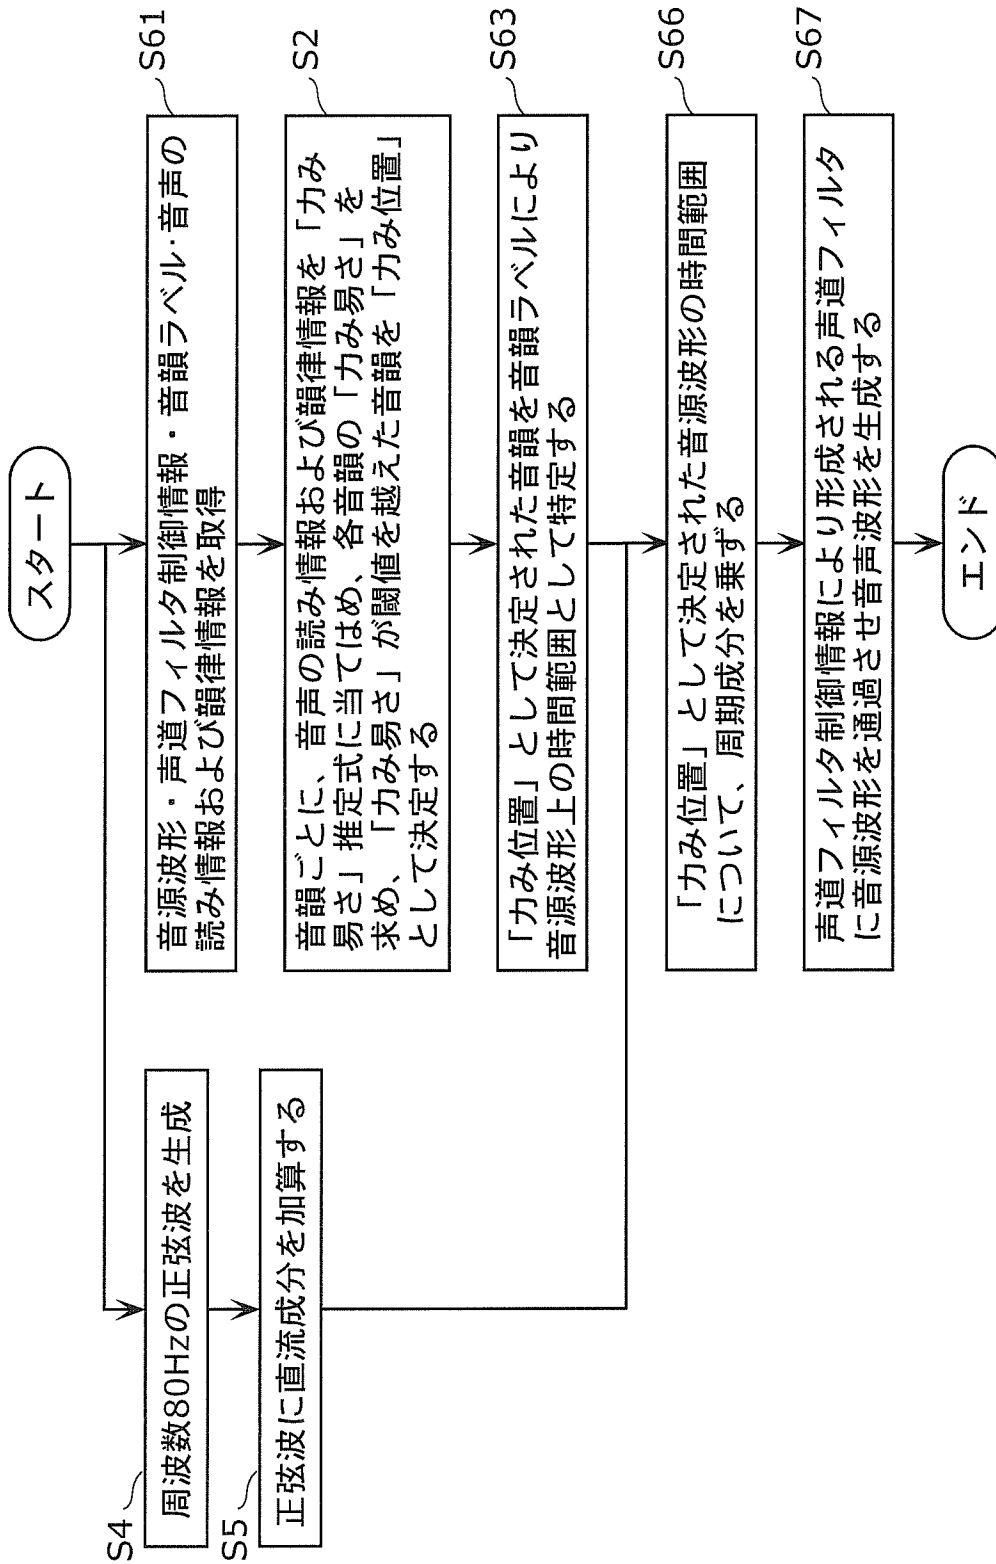 スタート
S61
音源波形・声道フィルタ制御情報・音韻ラベル・音声の
読み情報および韻律情報を取得
S2
音韻ごとに、音声の読み情報および韻律情報を「力み
易さ」推定式に当てはめ、各音韻の「力み易さ」を
求め、「力み易さ」が閾値を越えた音韻を「力み位置」
として決定する
S63
「力み位置」として決定された音韻を音韻ラベルにより
音源波形上の時間範囲として特定する
S4
周波数80Hzの正弦波を生成
S5
正弦波に直流成分を加算する
S66
「力み位置」として決定された音源波形の時間範囲
について、周期成分を乗ずる
S67
声道フィルタ制御情報により形成される声道フィルタ
に音源波形を通過させ音声波形を生成する
エンド